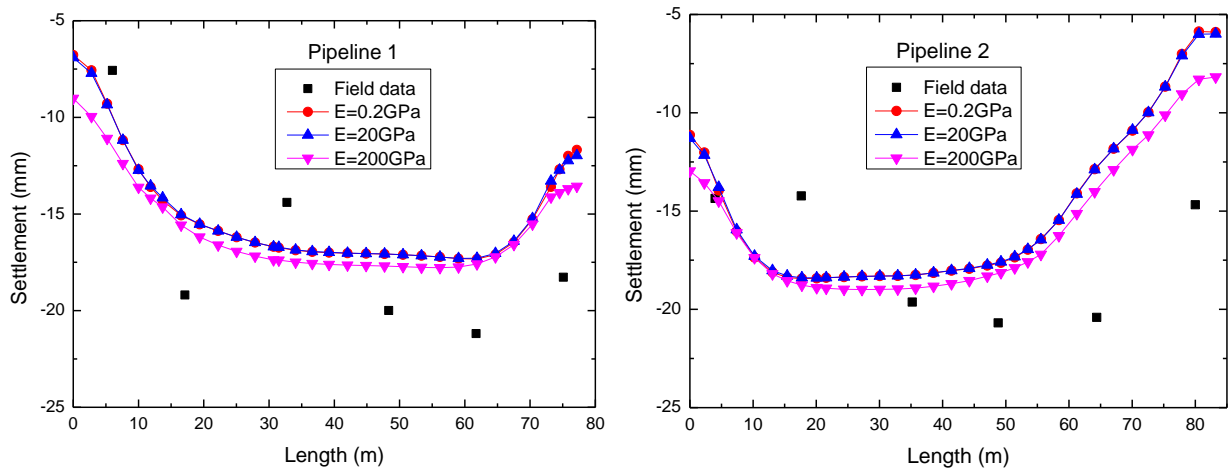 Pipeline 1
Field data
E=0.2GPa
E=20GPa
E=200GPa
-5
-10
-15
-20
-25
0 10 20 30 40 50 60 70 80
Settlement (mm)
Length (m)
Pipeline 2
Field data
E=0.2GPa
E=20GPa
E=200GPa
-5
-10
-15
-20
-25
0 10 20 30 40 50 60 70 80
Settlement (mm)
Length (m)